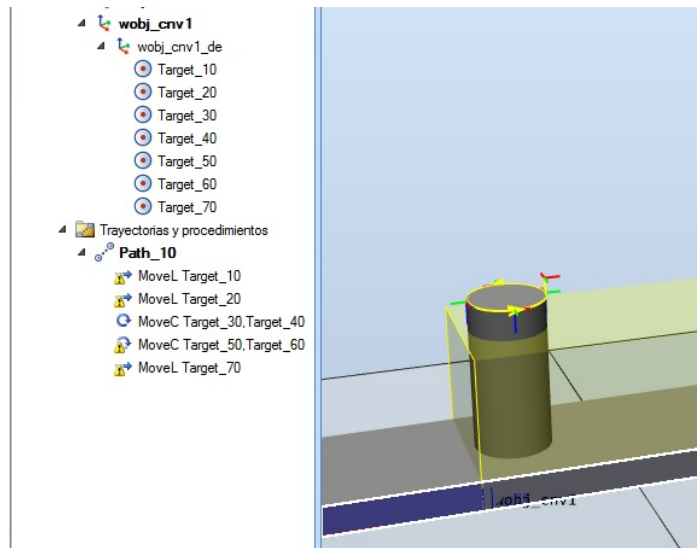 wobj_cnv1
wobj_cnv1_de
Target_10
Target_20
Target_30
Target_40
Target_50
Target_60
Target_70
Trayectorias y procedimientos
Path_10
MoveL Target_10
MoveL Target_20
MoveC Target_30,Target_40
MoveC Target_50,Target_60
MoveL Target_70
wobj_cnv1